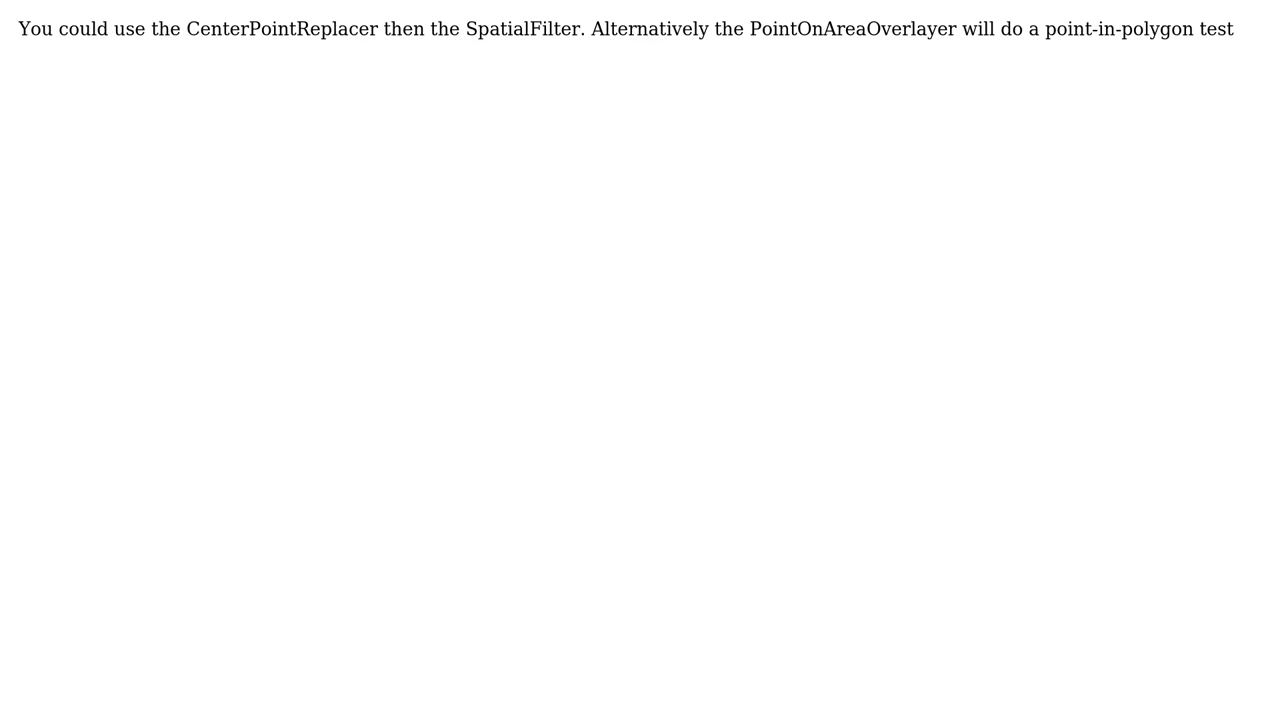 You could use the CenterPointReplacer then the SpatialFilter. Alternatively the PointOnAreaOverlayer will do a point-in-polygon test